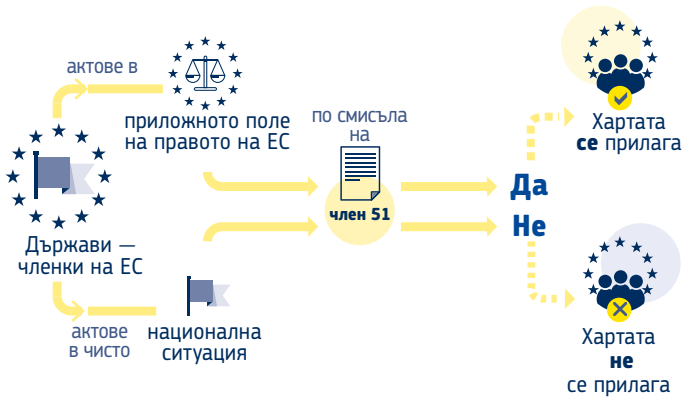 актове в
приложното поле
на правото на ЕС
Държави —
членки на ЕС
актове
в чисто
национална
ситуация
по смисъла
на
член 51
Да
Не
Хартата
се прилага
Хартата
не
се прилага